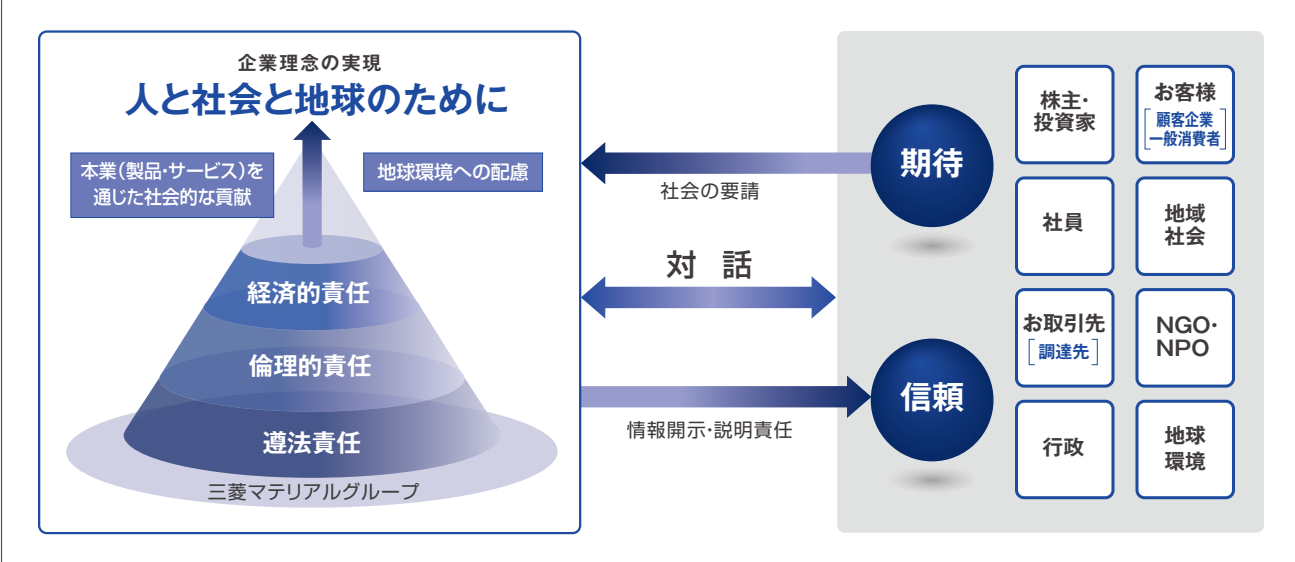 企業理念の実現
人と社会と地球のために
本業(製品・サービス)を
通じた社会的な貢献
地球環境への配慮
経済的責任
倫理的責任
遵法責任
三菱マテリアルグループ
社会の要請
対 話
情報開示・説明責任
期待
信頼
株主・
投資家
お客様
[顧客企業
一般消費者]
社員
地域
社会
お取引先
[調達先]
NGO・
NPO
行政
地球
環境